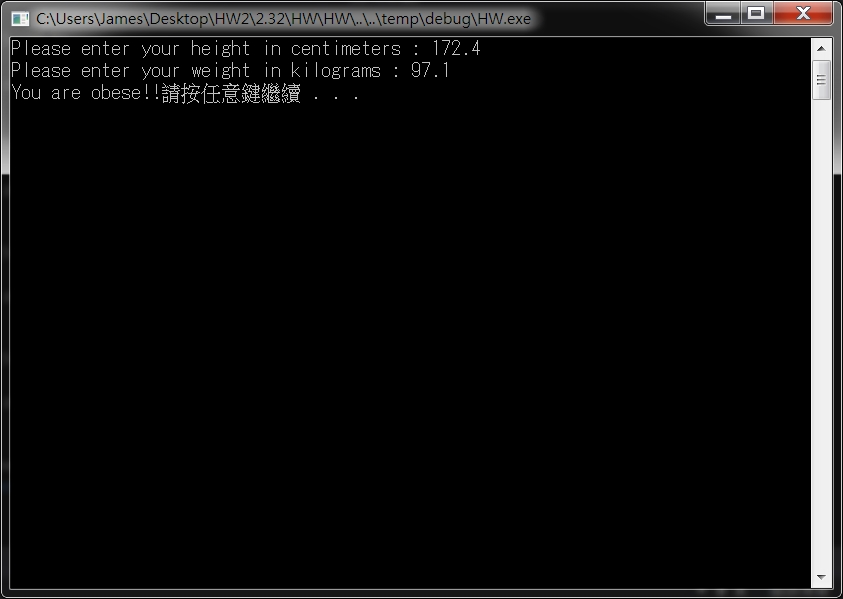 C:\Users\James\Desktop\HW2\2.32\HW\HW\..\..\temp\debug\HW.exe
Please enter your height in centimeters : 172.4
Please enter your weight in kilograms : 97.1
You are obese!!請按任意鍵繼續 . . .